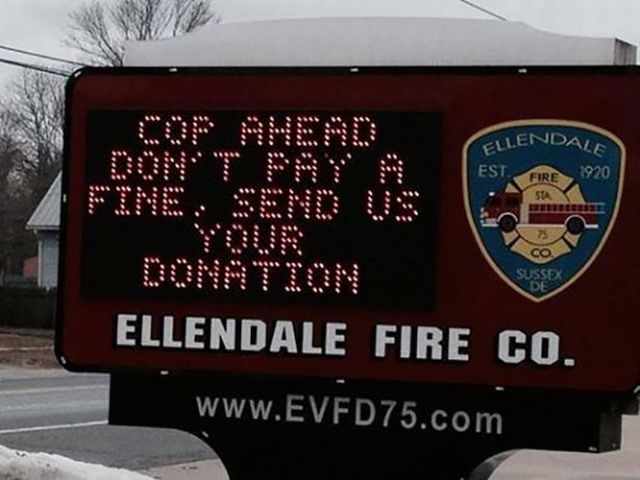 COP AHEAD
DON'T PAY A
FINE, SEND US
YOUR
DONATION
ELLENDALE
EST. 1920
FIRE
STA.
75
CO.
SUSSEX
DE
ELLENDALE FIRE CO.
www.EVFD75.com